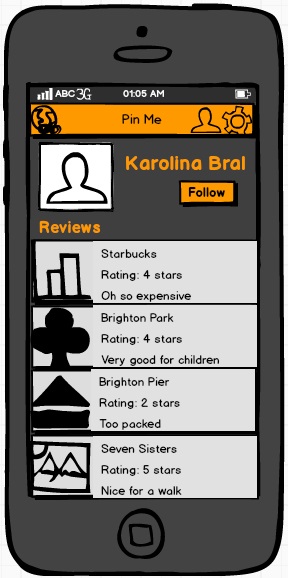 ABC 3G 01:05 AM
Pin Me
Karolina Bral
Follow
Reviews
Starbucks
Rating: 4 stars
Oh so expensive
Brighton Park
Rating: 4 stars
Very good for children
Brighton Pier
Rating: 2 stars
Too packed
Seven Sisters
Rating: 5 stars
Nice for a walk